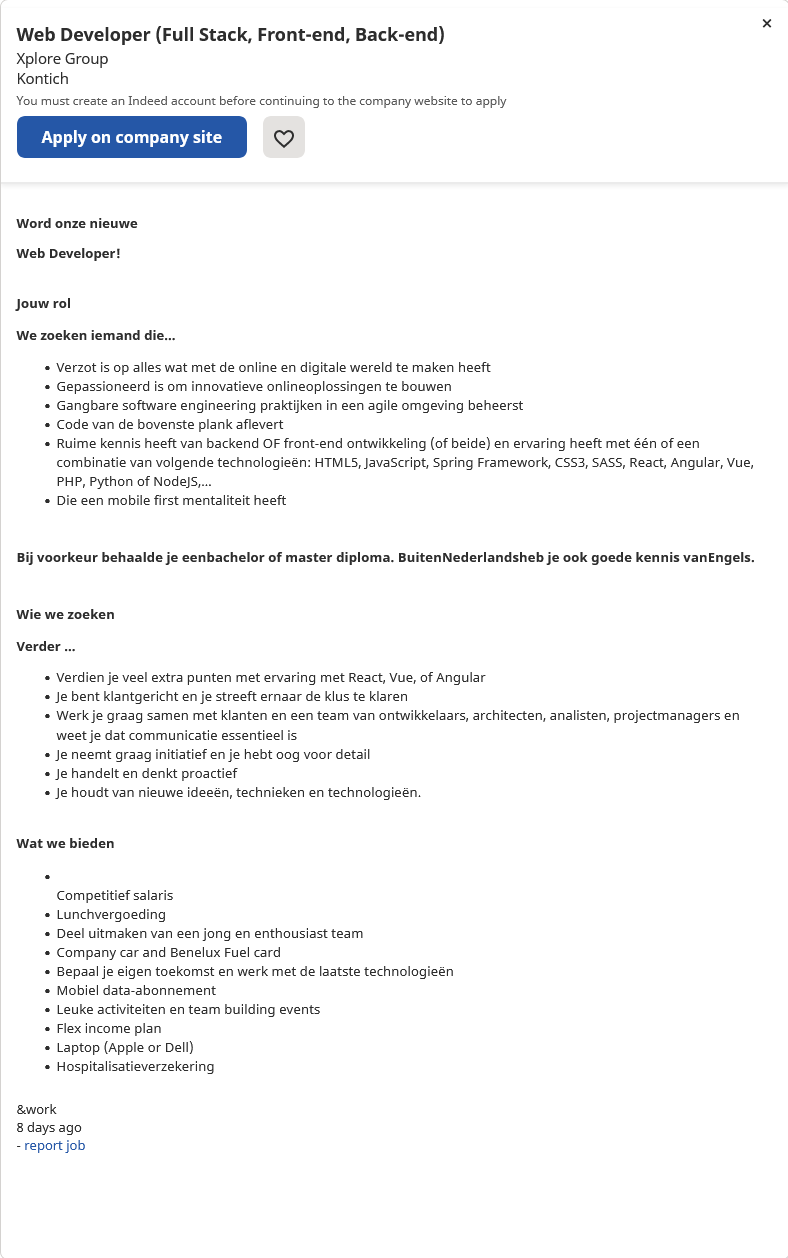 Web Developer (Full Stack, Front-end, Back-end)
Xplore Group
Kontich
You must create an Indeed account before continuing to the company website to apply
Apply on company site
Word onze nieuwe
Web Developer!
Jouw rol
We zoeken iemand die...
• Verzot is op alles wat met de online en digitale wereld te maken heeft
• Gepassioneerd is om innovatieve onlineoplossingen te bouwen
• Gangbare software engineering praktijken in een agile omgeving beheerst
• Code van de bovenste plank aflevert
• Ruime kennis heeft van backend OF front-end ontwikkeling (of beide) en ervaring heeft met één of een
combinatie van volgende technologieën: HTML5, JavaScript, Spring Framework, CSS3, SASS, React, Angular, Vue,
PHP, Python of NodeJS,...
• Die een mobile first mentaliteit heeft
Bij voorkeur behaalde je eenbachelor of master diploma. BuitenNederlandsheb je ook goede kennis vanEngels.
Wie we zoeken
Verder ...
• Verdien je veel extra punten met ervaring met React, Vue, of Angular
• Je bent klantgericht en je streeft ernaar de klus te klaren
• Werk je graag samen met klanten en een team van ontwikkelaars, architecten, analisten, projectmanagers en
weet je dat communicatie essentieel is
• Je neemt graag initiatief en je hebt oog voor detail
• Je handelt en denkt proactief
• Je houdt van nieuwe ideeën, technieken en technologieën.
Wat we bieden
•
Competitief salaris
• Lunchvergoeding
• Deel uitmaken van een jong en enthousiast team
• Company car and Benelux Fuel card
• Bepaal je eigen toekomst en werk met de laatste technologieën
• Mobiel data-abonnement
• Leuke activiteiten en team building events
• Flex income plan
• Laptop (Apple or Dell)
• Hospitalisatieverzekering
&work
8 days ago
- report job